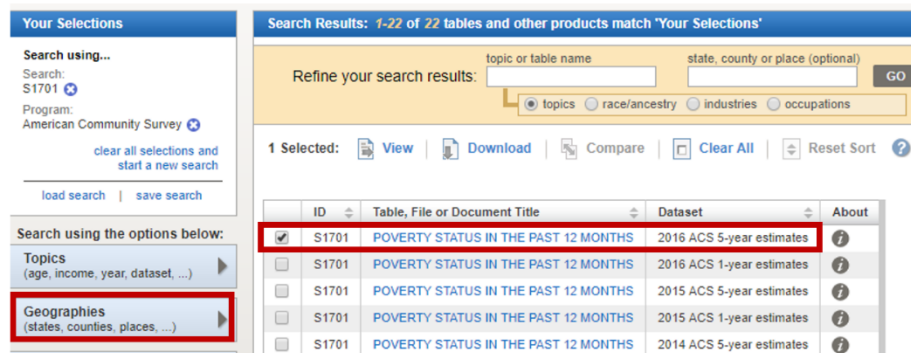 Your Selections
Search using...
Search:
S1701
Program:
American Community Survey
clear all selections and
start a new search
load search | save search
Search using the options below:
Topics
(age, income, year, dataset, ...)
Geographies
(states, counties, places, ...)
Search Results: 1-22 of 22 tables and other products match 'Your Selections'
topic or table name state, county or place (optional)
Refine your search results: GO
topics race/ancestry industries occupations
1 Selected: View | Download | Compare | Clear All | Reset Sort ?
ID Table, File or Document Title Dataset About
S1701 POVERTY STATUS IN THE PAST 12 MONTHS 2016 ACS 5-year estimates i
S1701 POVERTY STATUS IN THE PAST 12 MONTHS 2016 ACS 1-year estimates i
S1701 POVERTY STATUS IN THE PAST 12 MONTHS 2015 ACS 5-year estimates i
S1701 POVERTY STATUS IN THE PAST 12 MONTHS 2015 ACS 1-year estimates i
S1701 POVERTY STATUS IN THE PAST 12 MONTHS 2014 ACS 5-year estimates i